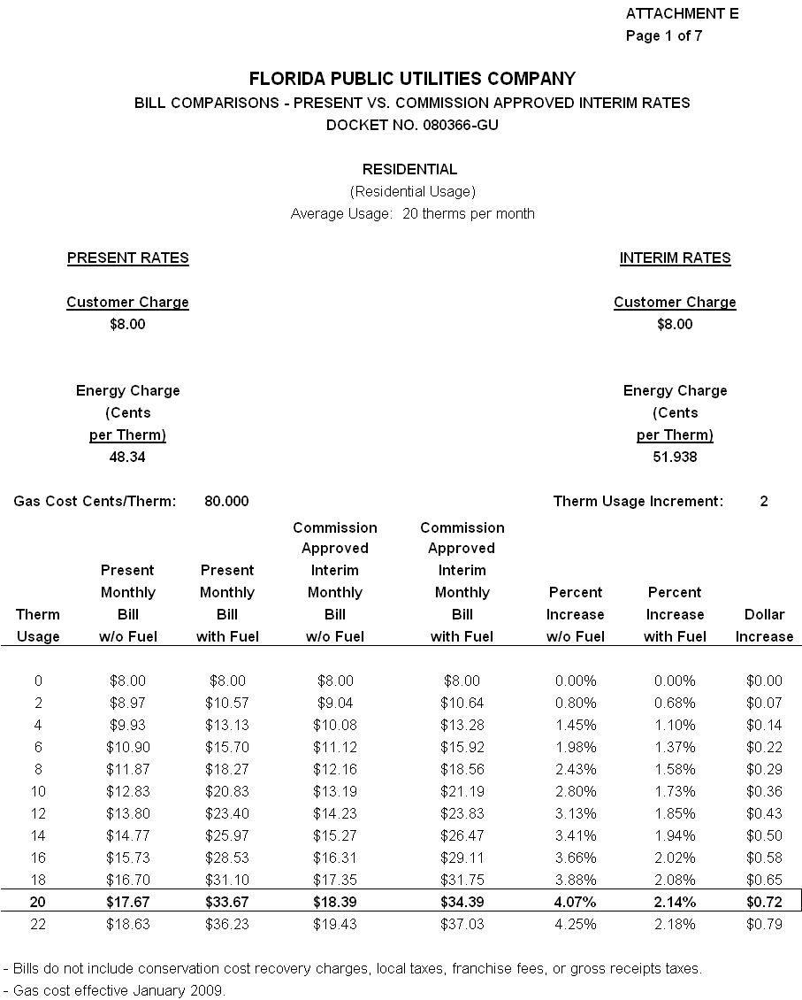 ATTACHMENT E
Page 1 of 7
FLORIDA PUBLIC UTILITIES COMPANY
BILL COMPARISONS - PRESENT VS. COMMISSION APPROVED INTERIM RATES
DOCKET NO. 080366-GU
RESIDENTIAL
(Residential Usage)
Average Usage: 20 therms per month
PRESENT RATES INTERIM RATES
Customer Charge Customer Charge
$8.00 $8.00
Energy Charge Energy Charge
(Cents (Cents
per Therm) per Therm)
48.34 51.938
Gas Cost Cents/Therm: 80.000 Therm Usage Increment: 2
Commission Commission
Approved Approved
Present Present Interim Interim
Monthly Monthly Monthly Monthly Percent Percent
Therm Bill Bill Bill Bill Increase Increase Dollar
Usage w/o Fuel with Fuel w/o Fuel with Fuel w/o Fuel with Fuel Increase
0 $8.00 $8.00 $8.00 $8.00 0.00% 0.00% $0.00
2 $8.97 $10.57 $9.04 $10.64 0.80% 0.68% $0.07
4 $9.93 $13.13 $10.08 $13.28 1.45% 1.10% $0.14
6 $10.90 $15.70 $11.12 $15.92 1.98% 1.37% $0.22
8 $11.87 $18.27 $12.16 $18.56 2.43% 1.58% $0.29
10 $12.83 $20.83 $13.19 $21.19 2.80% 1.73% $0.36
12 $13.80 $23.40 $14.23 $23.83 3.13% 1.85% $0.43
14 $14.77 $25.97 $15.27 $26.47 3.41% 1.94% $0.50
16 $15.73 $28.53 $16.31 $29.11 3.66% 2.02% $0.58
18 $16.70 $31.10 $17.35 $31.75 3.88% 2.08% $0.65
20 $17.67 $33.67 $18.39 $34.39 4.07% 2.14% $0.72
22 $18.63 $36.23 $19.43 $37.03 4.25% 2.18% $0.79
- Bills do not include conservation cost recovery charges, local taxes, franchise fees, or gross receipts taxes.
- Gas cost effective January 2009.